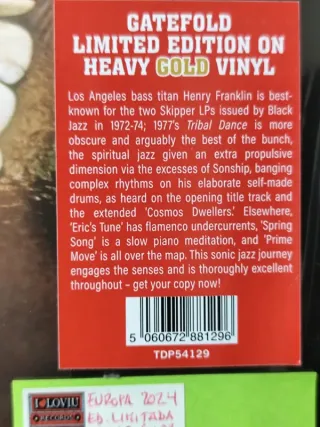 GATEFOLD
LIMITED EDITION ON
HEAVY GOLD VINYL
Los Angeles bass titan Henry Franklin is best-
known for the two Skipper LPs issued by Black
Jazz in 1972-74; 1977's Tribal Dance is more
obscure and arguably the best of the bunch,
the spiritual jazz given an extra propulsive
dimension via the excesses of Sonship, banging
complex rhythms on his elaborate self-made
drums, as heard on the opening title track and
the extended 'Cosmos Dwellers.' Elsewhere,
'Eric's Tune' has flamenco undercurrents, 'Spring
Song' is a slow piano meditation, and 'Prime
Move' is all over the map. This sonic jazz journey
engages the senses and is thoroughly excellent
throughout – get your copy now!
5 060672 881296
TDP54129
I LOVIU
RECORDS
EUROPA 2024
ED. LIMITADA